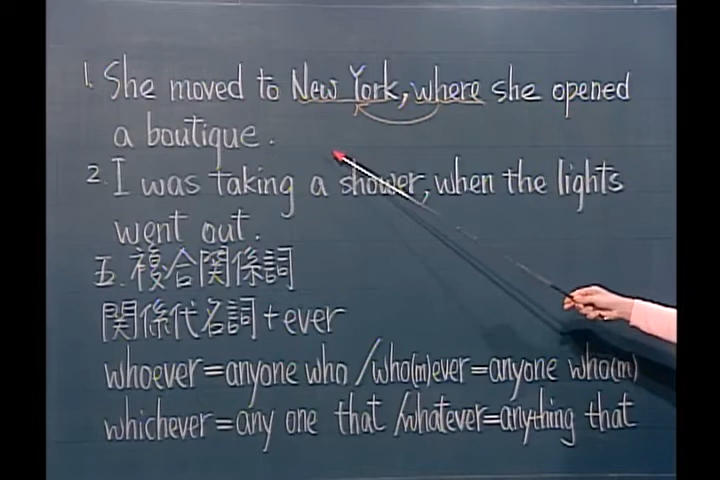 1. She moved to New York, where she opened
a boutique.
2. I was taking a shower, when the lights
went out.
五.複合関係詞
関係代名詞+ever
whoever=anyone who/who(m)ever=anyone who(m)
whichever=any one that/whatever=anything that